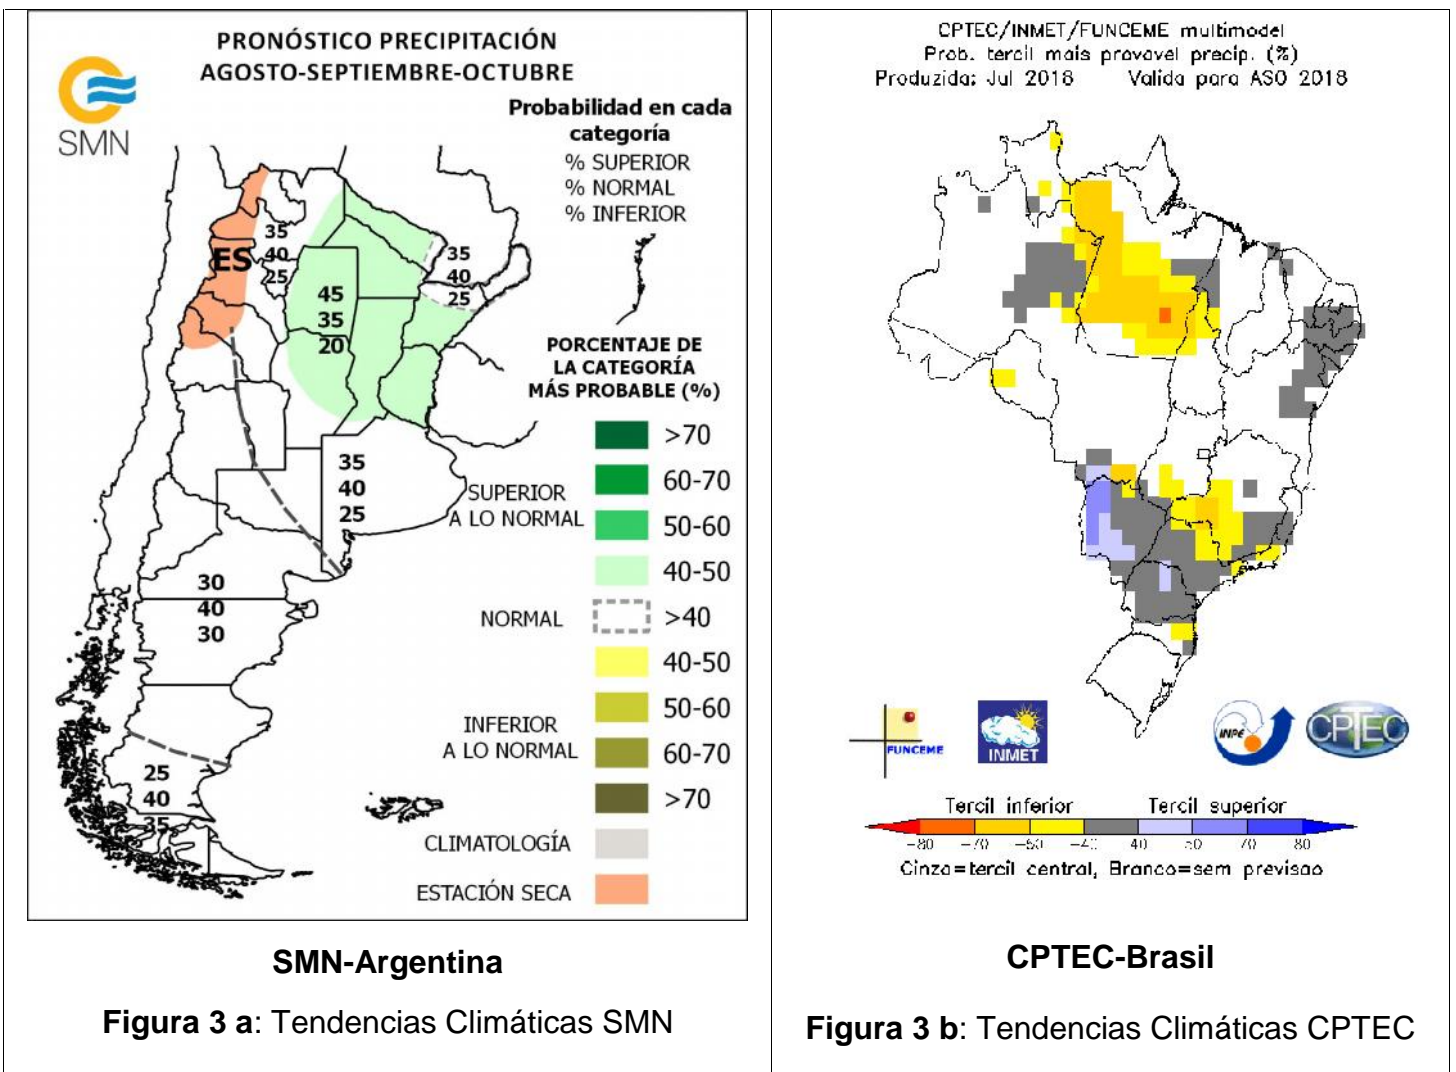 PRONÓSTICO PRECIPITACIÓN
AGOSTO-SEPTIEMBRE-OCTUBRE
SMN
Probabilidad en cada
categoría
% SUPERIOR
% NORMAL
% INFERIOR
ES
35
40
25
45
35
20
35
40
25
35
40
25
30
40
30
25
40
35
PORCENTAJE DE
LA CATEGORÍA
MÁS PROBABLE (%)
>70
60-70
SUPERIOR
A LO NORMAL
50-60
40-50
NORMAL
>40
40-50
50-60
INFERIOR
A LO NORMAL
60-70
>70
CLIMATOLOGÍA
ESTACIÓN SECA
SMN-Argentina
Figura 3 a: Tendencias Climáticas SMN
CPTEC/INMET/FUNCEME multimodel
Prob. tercil mais provavel precip. (%)
Produzida: Jul 2018 Valida para ASO 2018
FUNCEME
INMET
INPE
CPTEC
Tercil inferior Tercil superior
-80 -70 -50 -40 40 50 70 80
Cinza=tercil central, Branco=sem previsao
CPTEC-Brasil
Figura 3 b: Tendencias Climáticas CPTEC